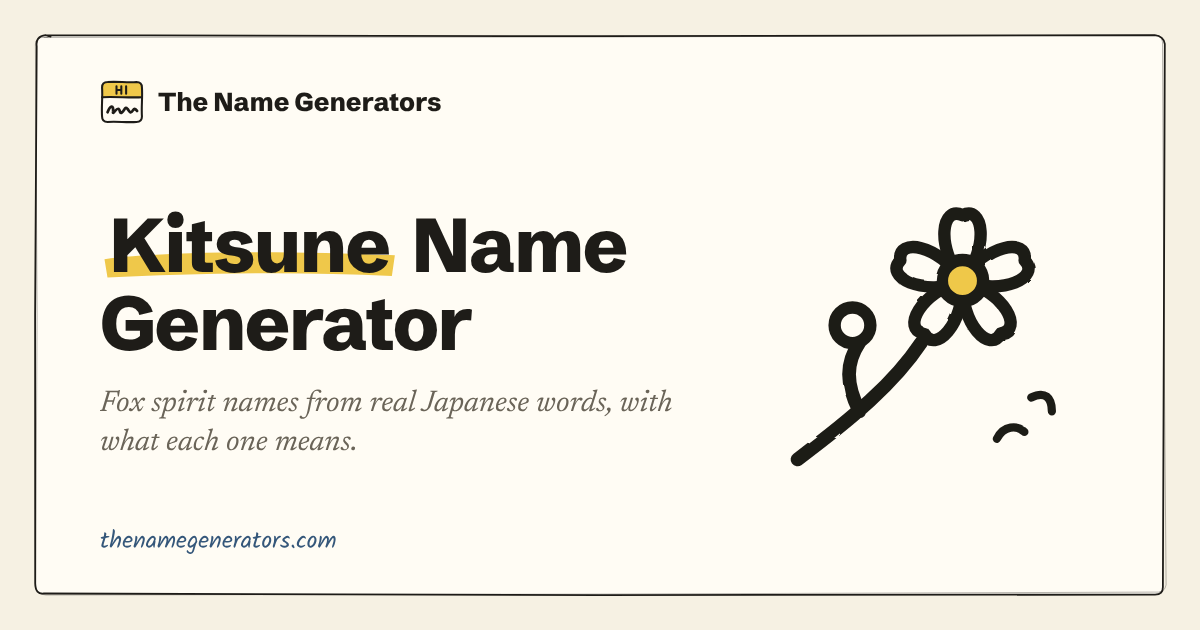 HI
The Name Generators
Kitsune Name
Generator
Fox spirit names from real Japanese words, with
what each one means.
thenamegenerators.com